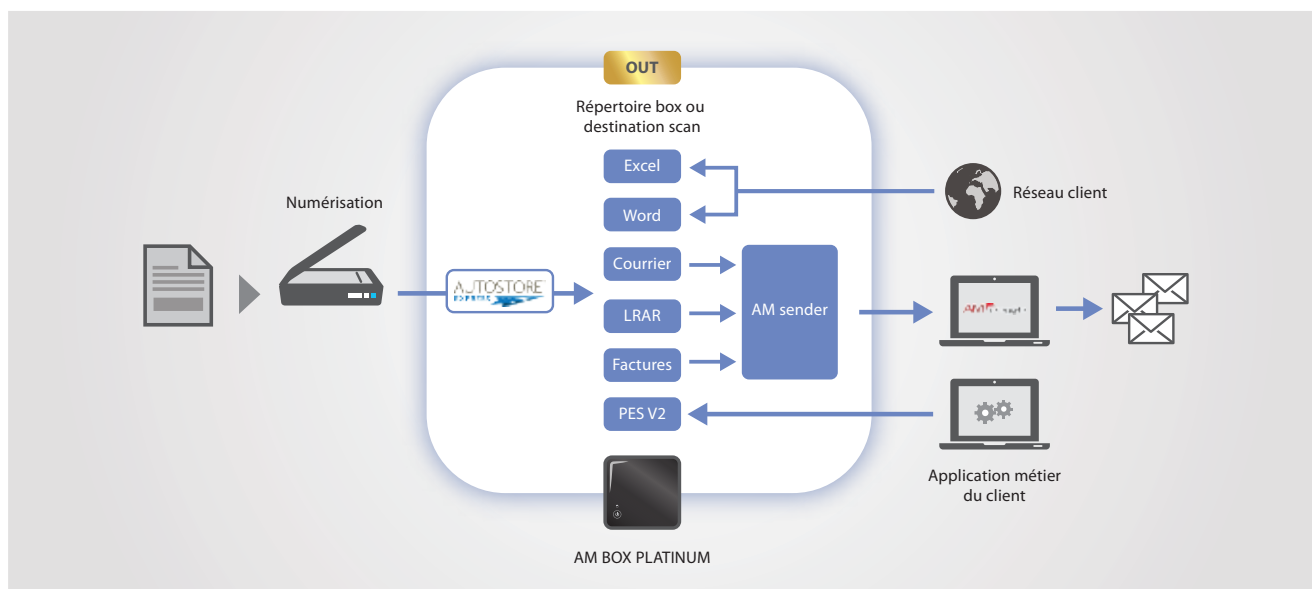 OUT
Répertoire box ou
destination scan
Excel
Word
Réseau client
Numérisation
AUTOSTORE
EXPRESS
Courrier
LRAR
Factures
AM sender
PES V2
Application métier
du client
AM BOX PLATINUM